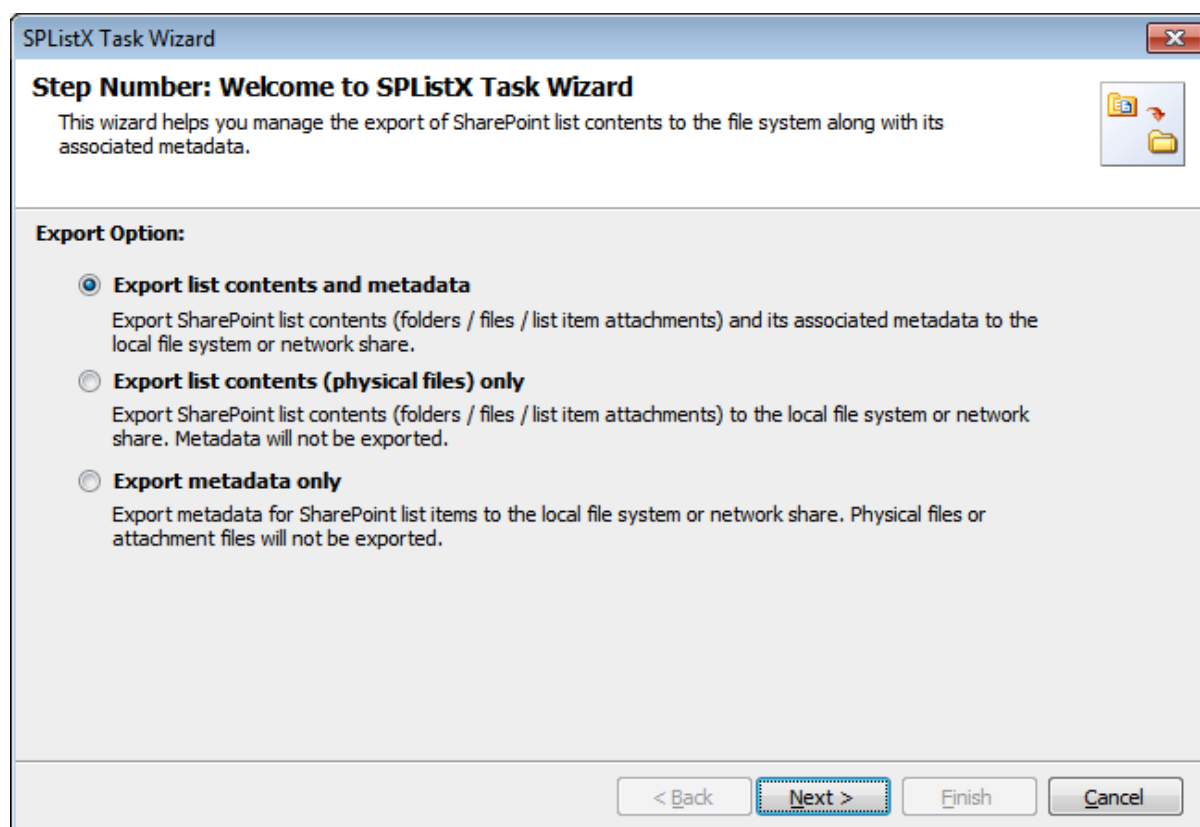 SPListX Task Wizard
Step Number: Welcome to SPListX Task Wizard
This wizard helps you manage the export of SharePoint list contents to the file system along with its
associated metadata.
Export Option:
Export list contents and metadata
Export SharePoint list contents (folders / files / list item attachments) and its associated metadata to the
local file system or network share.
Export list contents (physical files) only
Export SharePoint list contents (folders / files / list item attachments) to the local file system or network
share. Metadata will not be exported.
Export metadata only
Export metadata for SharePoint list items to the local file system or network share. Physical files or
attachment files will not be exported.
< Back Next > Finish Cancel